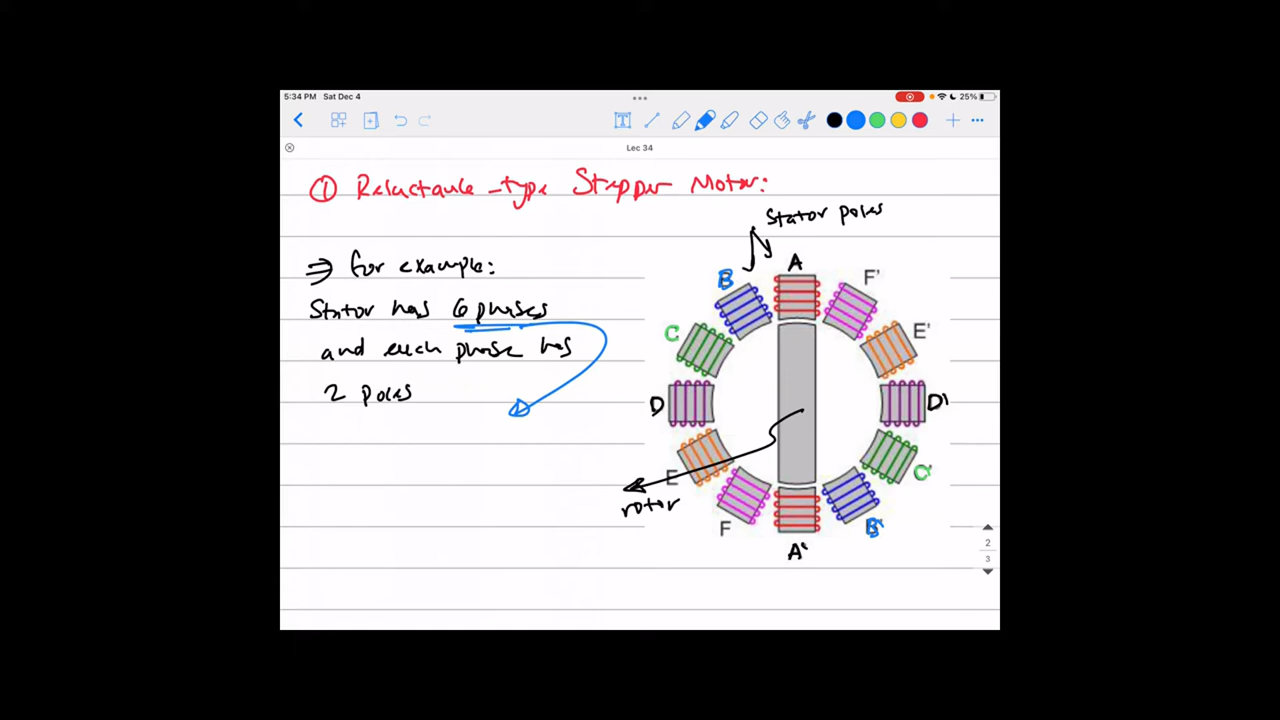 5:34 PM Sat Dec 4
25%
Lec 34
① Reluctance-type Stepper Motor:
Stator poles
⇒ for example:
Stator has 6 phases
and each phase has
2 poles
A
B
F'
C
E'
D
D'
E
C'
rotor
F
B'
A'
2
3